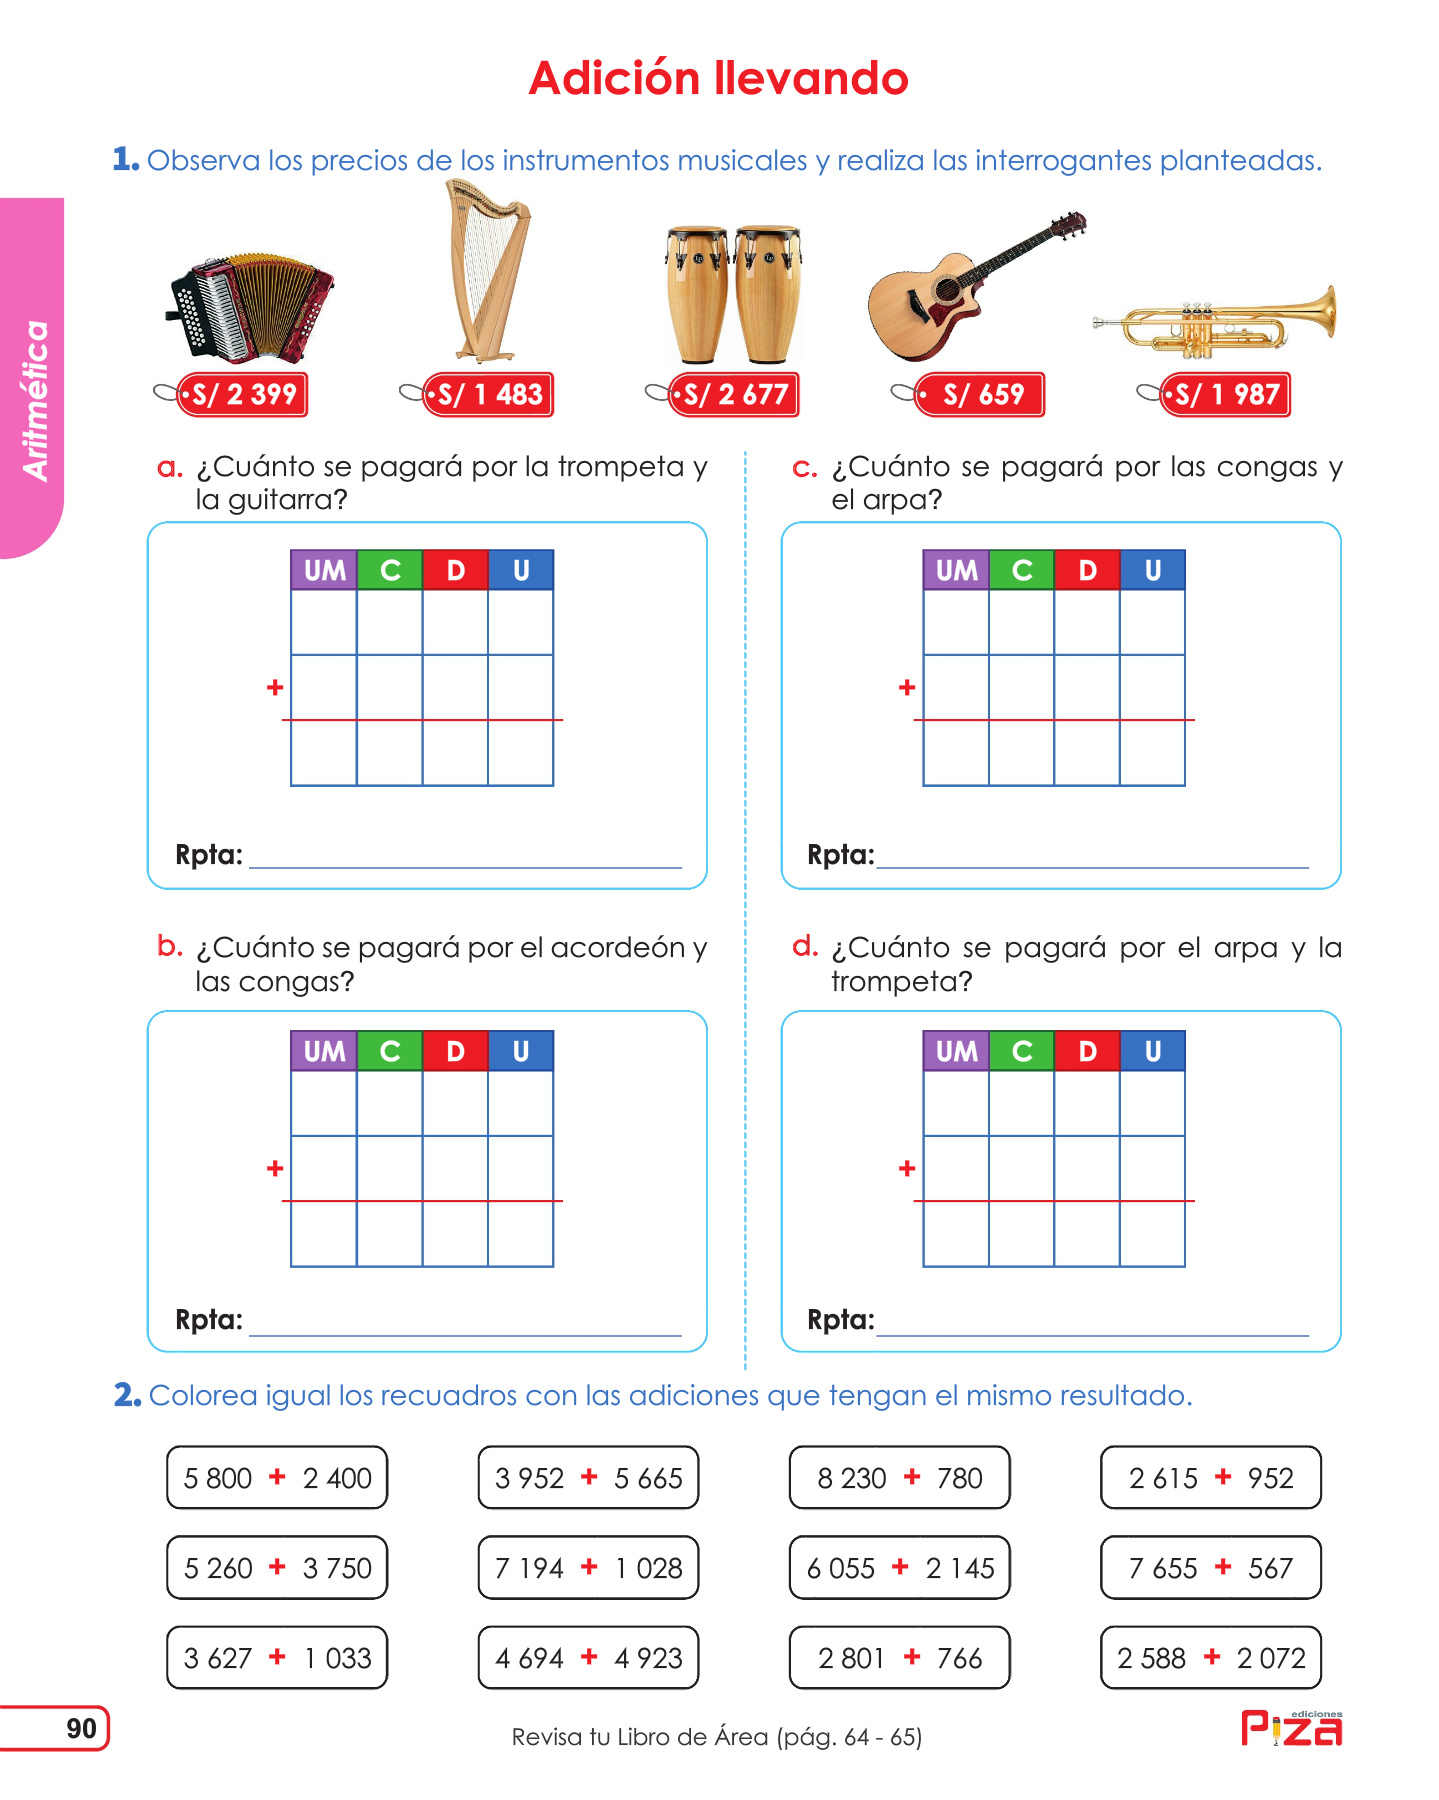 Adición llevando
1. Observa los precios de los instrumentos musicales y realiza las interrogantes planteadas.
Aritmética
S/ 2 399
S/ 1 483
S/ 2 677
S/ 659
S/ 1 987
a. ¿Cuánto se pagará por la trompeta y
la guitarra?
UM C D U
+
Rpta:
b. ¿Cuánto se pagará por el acordeón y
las congas?
UM C D U
+
Rpta:
c. ¿Cuánto se pagará por las congas y
el arpa?
UM C D U
+
Rpta:
d. ¿Cuánto se pagará por el arpa y la
trompeta?
UM C D U
+
Rpta:
2. Colorea igual los recuadros con las adiciones que tengan el mismo resultado.
5 800 + 2 400
3 952 + 5 665
8 230 + 780
2 615 + 952
5 260 + 3 750
7 194 + 1 028
6 055 + 2 145
7 655 + 567
3 627 + 1 033
4 694 + 4 923
2 801 + 766
2 588 + 2 072
90
Revisa tu Libro de Área (pág. 64 - 65)
ediciones
Piza